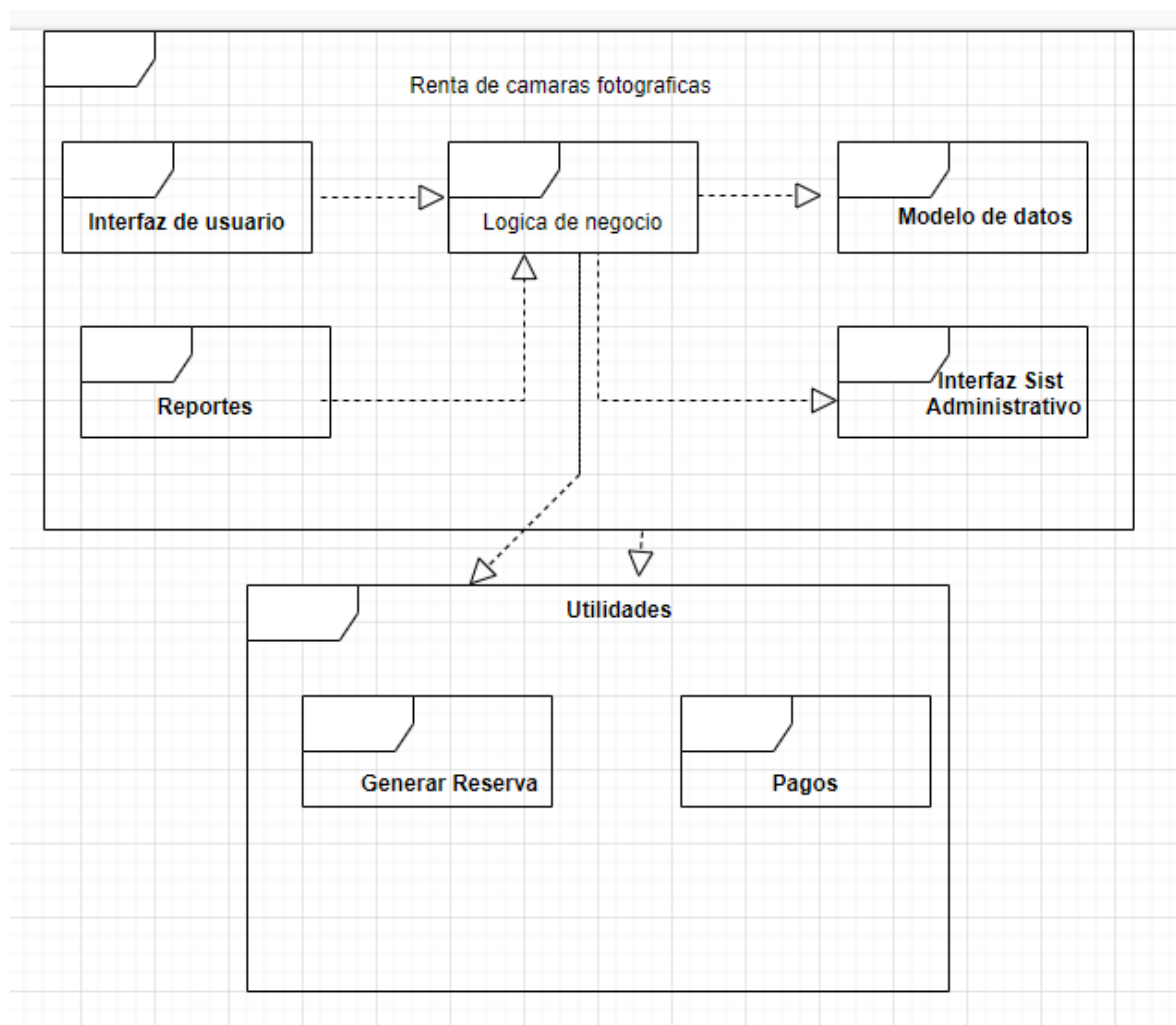 Renta de camaras fotograficas
Interfaz de usuario
Logica de negocio
Modelo de datos
Reportes
Interfaz Sist
Administrativo
Utilidades
Generar Reserva
Pagos